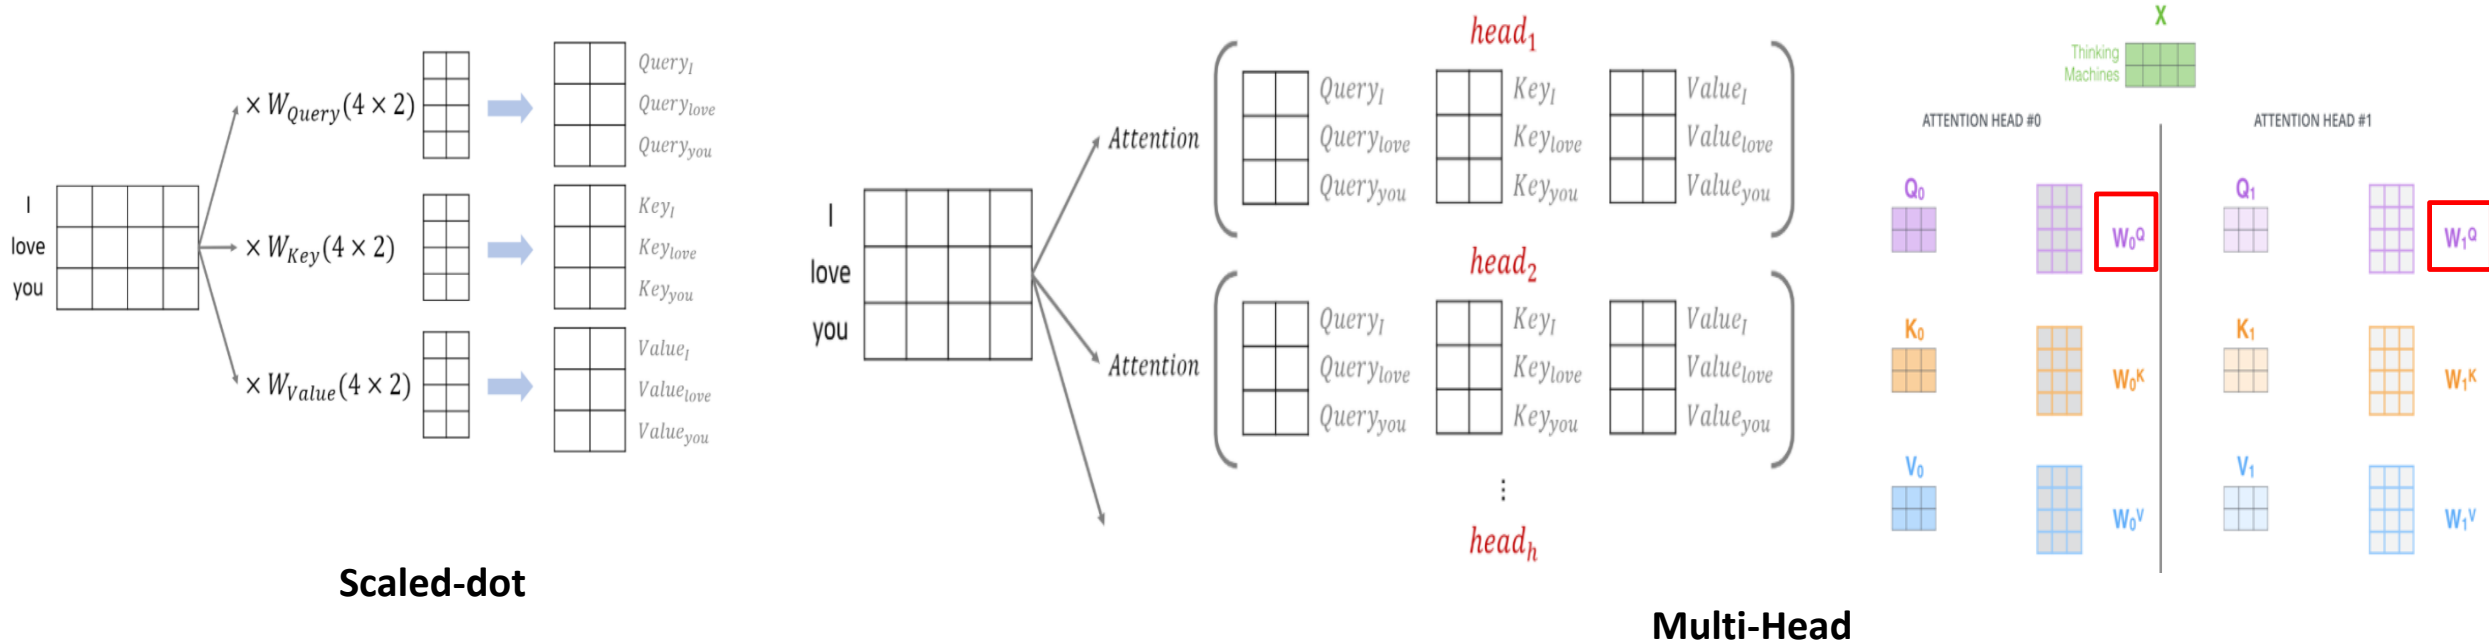 I
love
you
× W_Query(4 × 2)
× W_Key(4 × 2)
× W_Value(4 × 2)
Query_I
Query_love
Query_you
Key_I
Key_love
Key_you
Value_I
Value_love
Value_you
Scaled-dot
I
love
you
Attention
Attention
head_1
Query_I Key_I Value_I
Query_love Key_love Value_love
Query_you Key_you Value_you
head_2
Query_I Key_I Value_I
Query_love Key_love Value_love
Query_you Key_you Value_you
⋮
head_h
X
Thinking
Machines
ATTENTION HEAD #0
Q₀
W₀Q
K₀
W₀K
V₀
W₀V
ATTENTION HEAD #1
Q₁
W₁Q
K₁
W₁K
V₁
W₁V
Multi-Head